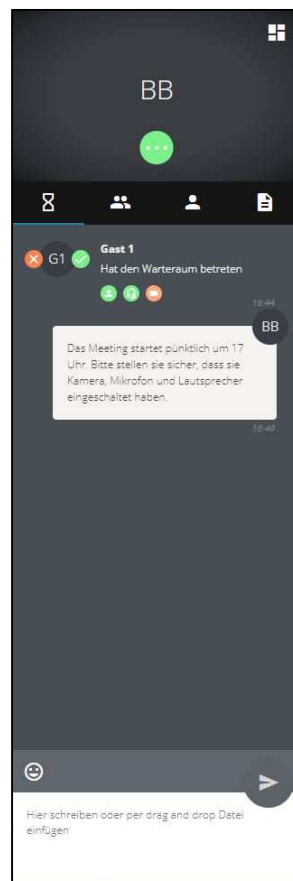 BB
G1
Gast 1
Hat den Warteraum betreten
16:44
BB
Das Meeting startet pünktlich um 17
Uhr. Bitte stellen sie sicher, dass sie
Kamera, Mikrofon und Lautsprecher
eingeschaltet haben.
16:49
Hier schreiben oder per drag and drop Datei
einfügen